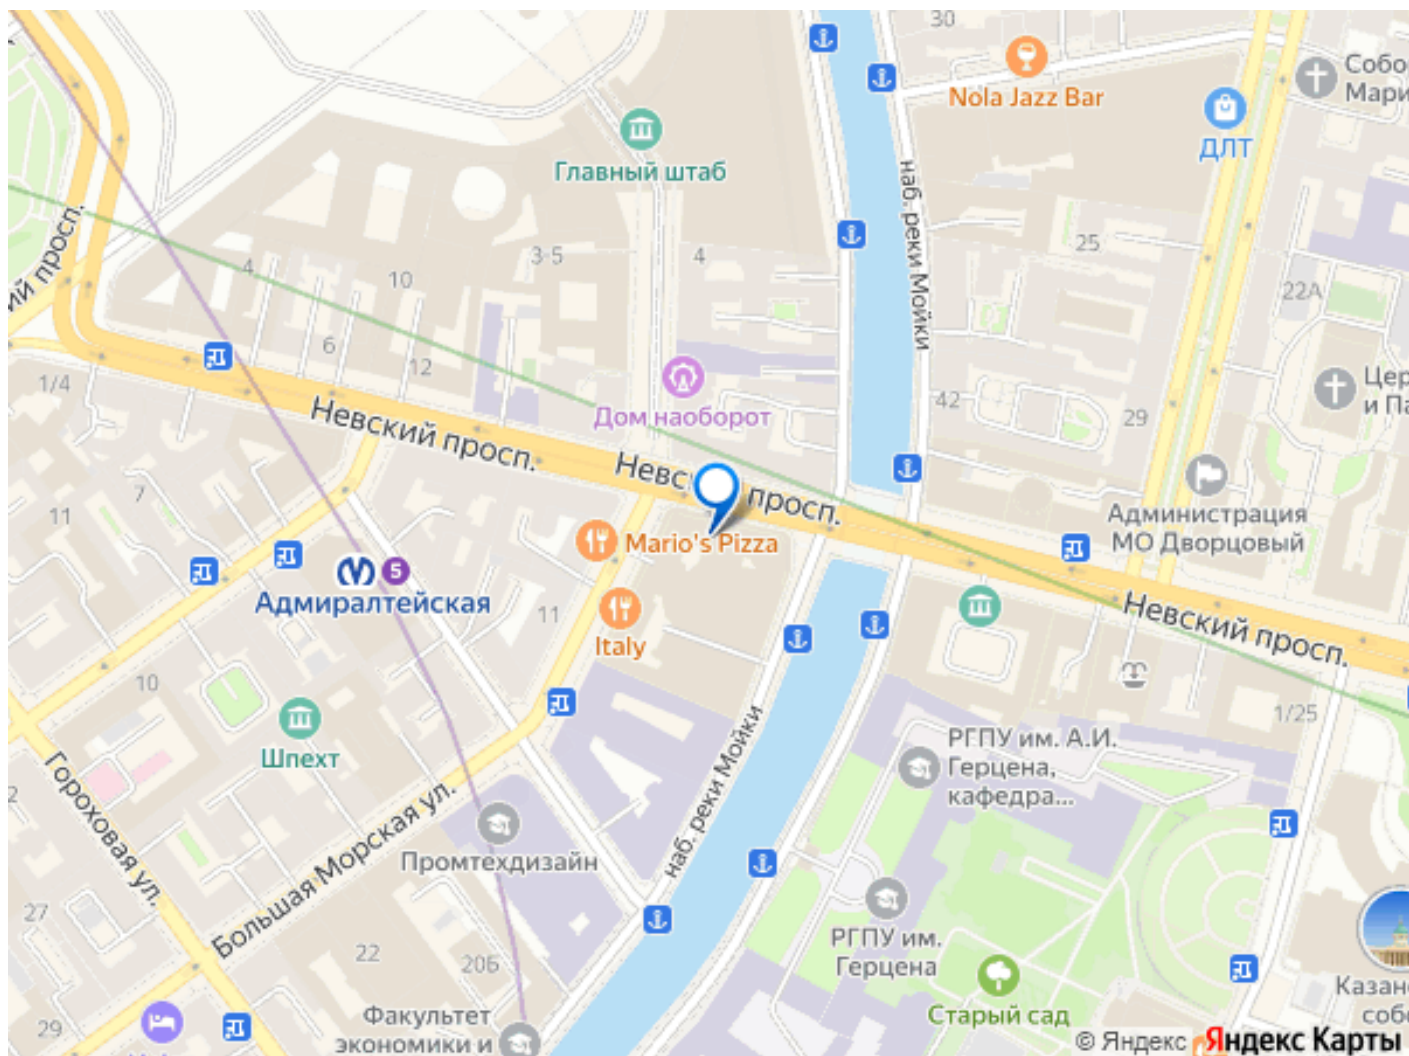 30
Собо
Мари
Nola Jazz Bar
ДЛТ
Главный штаб
наб. реки Мойки
ий просп.
4
10
3-5
4
25
22А
6
12
1/4
Дом наоборот
42
29
Цер
и Па
Невский просп.
Невс
просп.
7
11
Администрация
МО Дворцовый
Mario's Pizza
5
Адмиралтейская
11
Italy
Невский просп.
10
Шпехт
1/25
РГПУ им. А.И.
Герцена,
кафедра...
наб. реки Мойки
2
Гороховая ул.
Большая Морская ул.
Промтехдизайн
27
22
20Б
РГПУ им.
Герцена
Старый сад
Казан
собо
29
Факультет
экономики и
© Яндекс Яндекс Карты